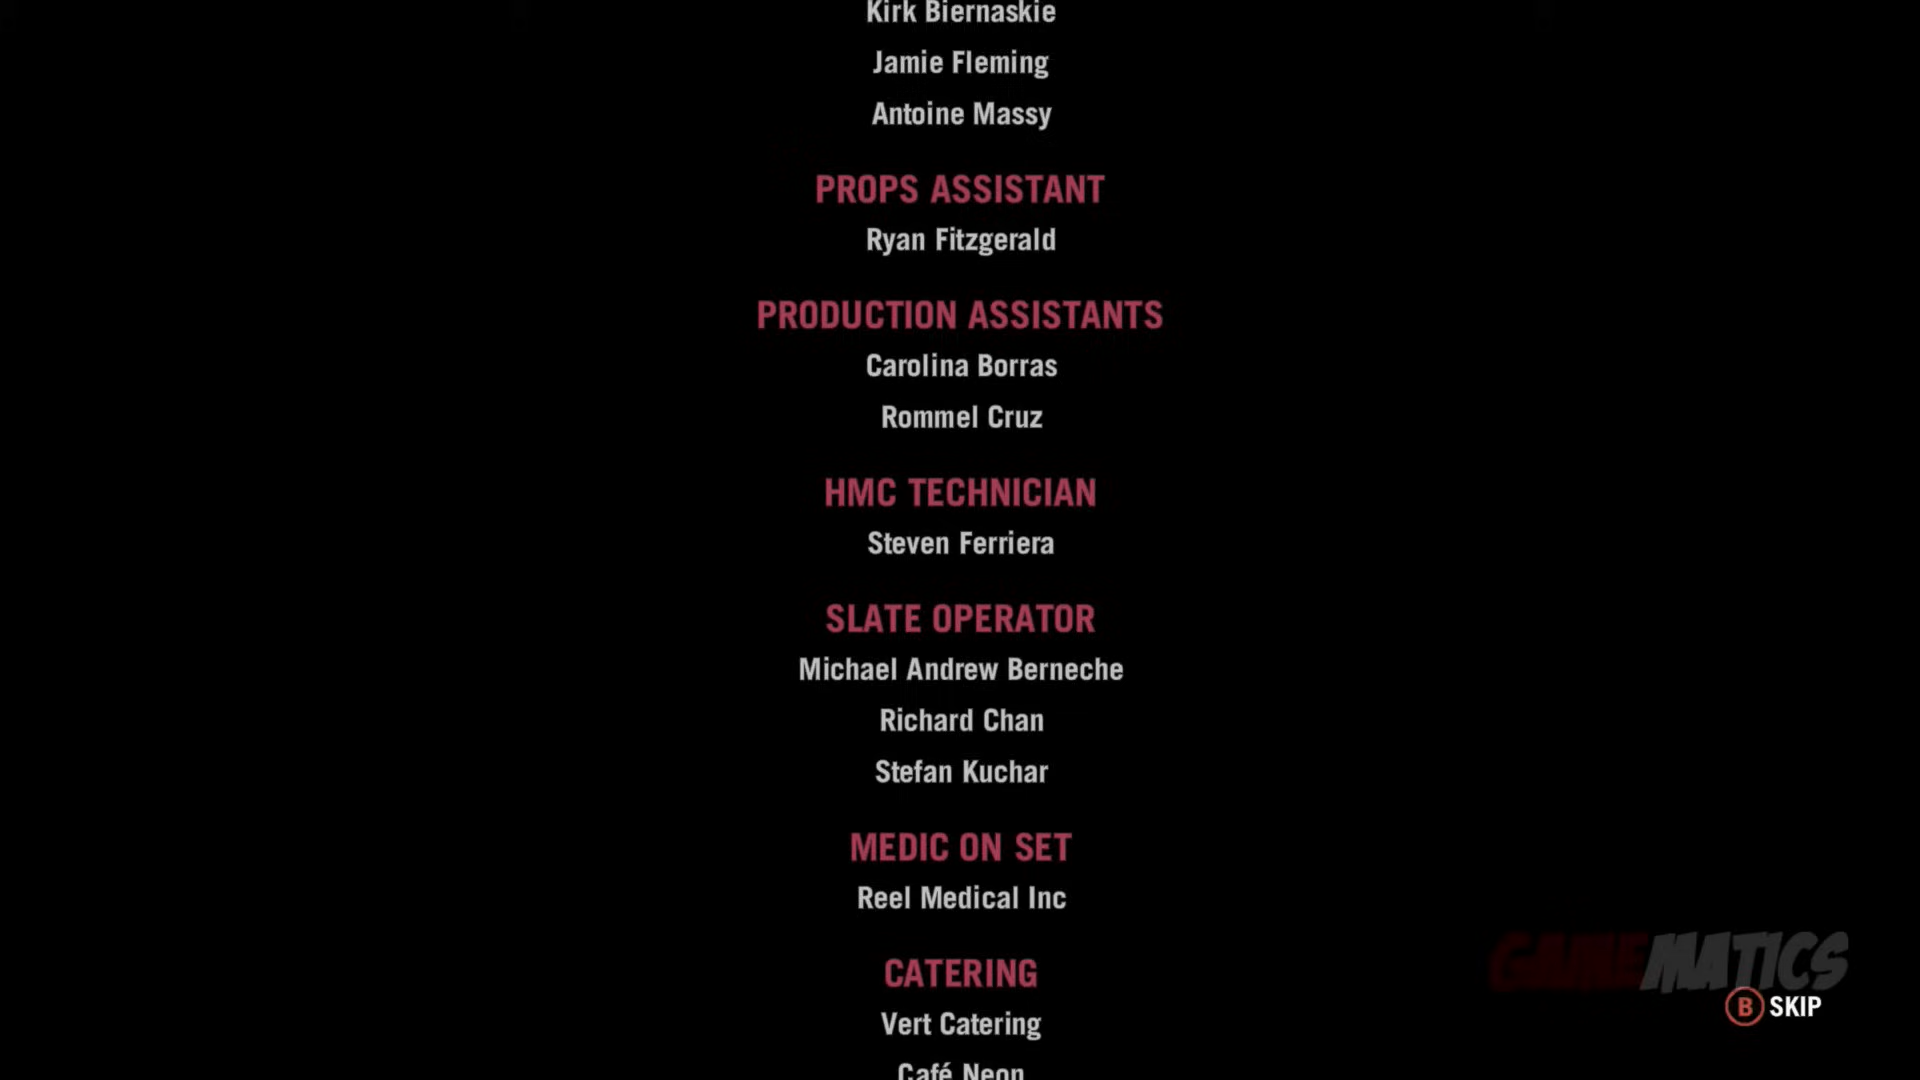 Kirk Biernaskie
Jamie Fleming
Antoine Massy
PROPS ASSISTANT
Ryan Fitzgerald
PRODUCTION ASSISTANTS
Carolina Borras
Rommel Cruz
HMC TECHNICIAN
Steven Ferriera
SLATE OPERATOR
Michael Andrew Berneche
Richard Chan
Stefan Kuchar
MEDIC ON SET
Reel Medical Inc
CATERING
Vert Catering
Café Neon
GAMEMATICS
B SKIP